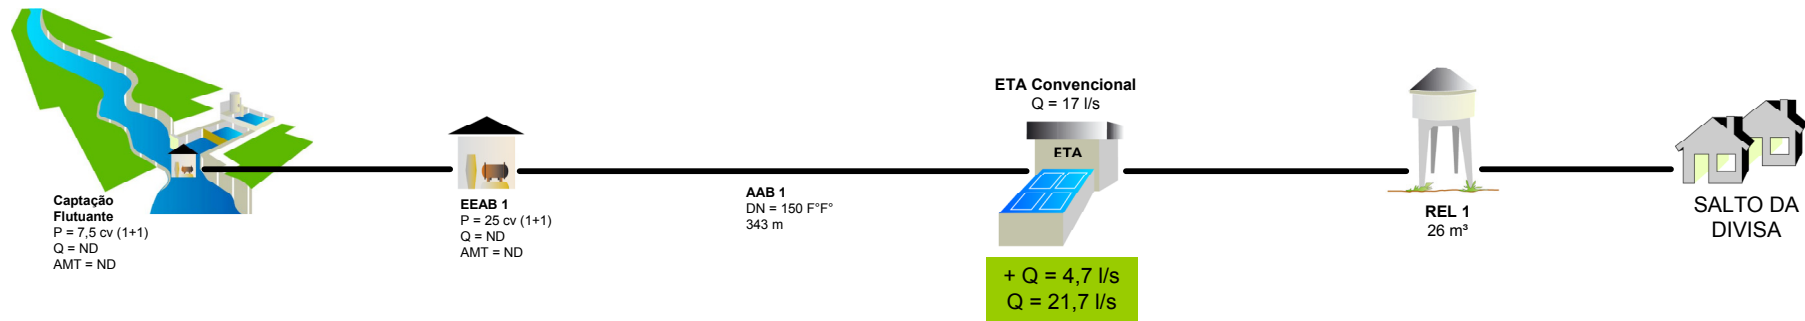 Captação
Flutuante
P = 7,5 cv (1+1)
Q = ND
AMT = ND
EEAB 1
P = 25 cv (1+1)
Q = ND
AMT = ND
AAB 1
DN = 150 F°F°
343 m
ETA Convencional
Q = 17 l/s
ETA
+ Q = 4,7 l/s
Q = 21,7 l/s
REL 1
26 m³
SALTO DA
DIVISA